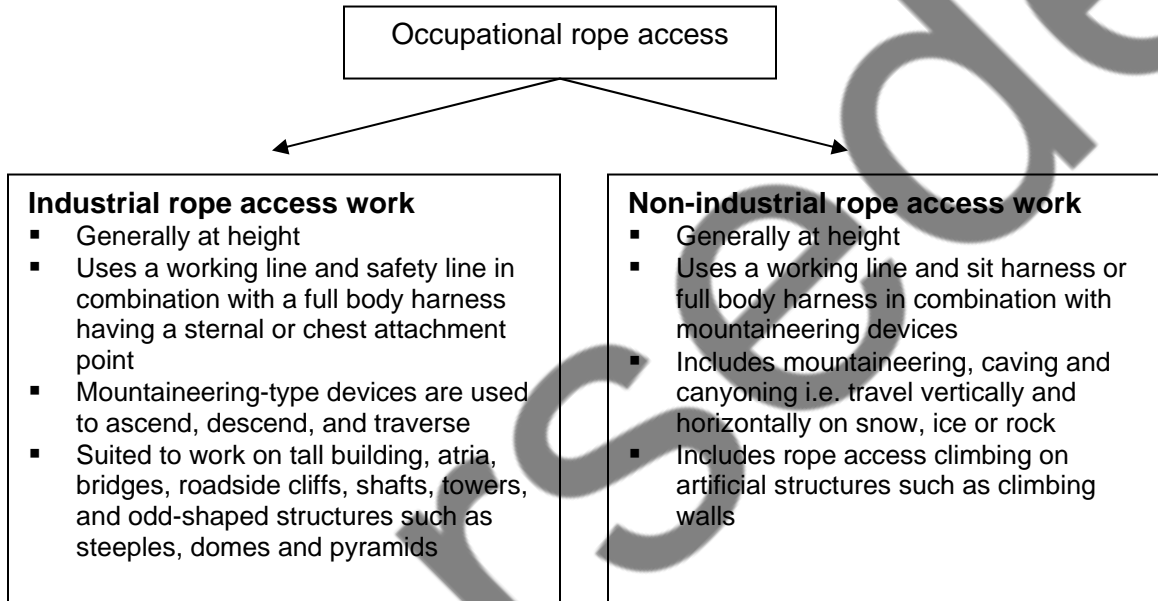 Occupational rope access
Industrial rope access work
▪ Generally at height
▪ Uses a working line and safety line in
combination with a full body harness
having a sternal or chest attachment
point
▪ Mountaineering-type devices are used
to ascend, descend, and traverse
▪ Suited to work on tall building, atria,
bridges, roadside cliffs, shafts, towers,
and odd-shaped structures such as
steeples, domes and pyramids
Non-industrial rope access work
▪ Generally at height
▪ Uses a working line and sit harness or
full body harness in combination with
mountaineering devices
▪ Includes mountaineering, caving and
canyoning i.e. travel vertically and
horizontally on snow, ice or rock
▪ Includes rope access climbing on
artificial structures such as climbing
walls
rsede